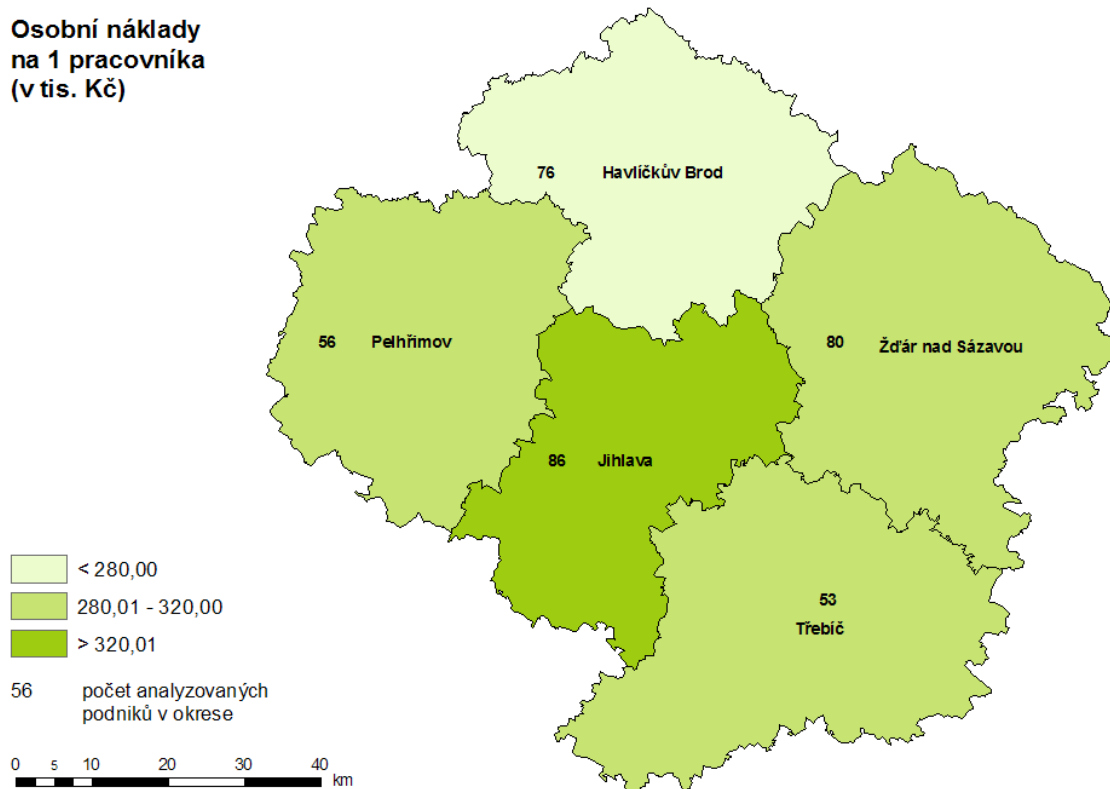 Osobní náklady
na 1 pracovníka
(v tis. Kč)
76 Havlíčkův Brod
56 Pelhřimov
80 Žďár nad Sázavou
86 Jihlava
53
Třebíč
< 280,00
280,01 - 320,00
> 320,01
56 počet analyzovaných
podniků v okrese
0 5 10 20 30 40
km